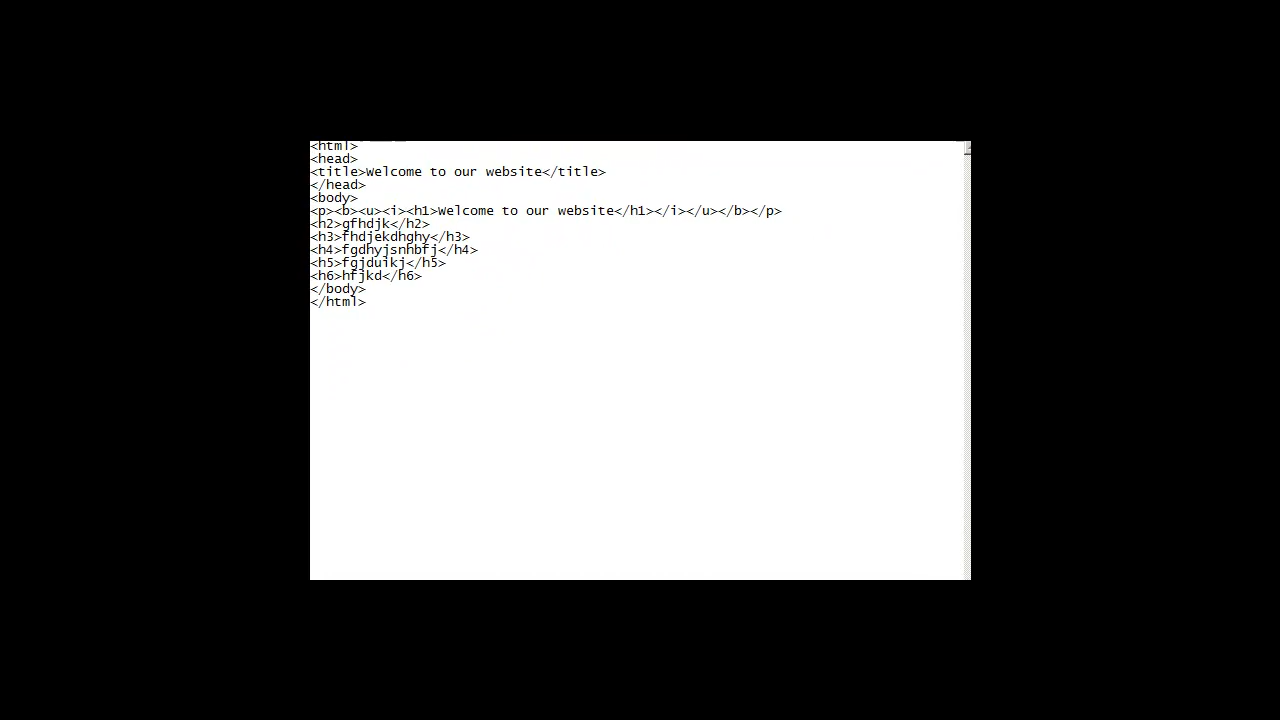 <html>
<head>
<title>Welcome to our website</title>
</head>
<body>
<p><b><u><i><h1>Welcome to our website</h1></i></u></b></p>
<h2>gfhdjk</h2>
<h3>fhdjekdhghy</h3>
<h4>fgdhyjsnhbfj</h4>
<h5>fgjduikj</h5>
<h6>hfjkd</h6>
</body>
</html>